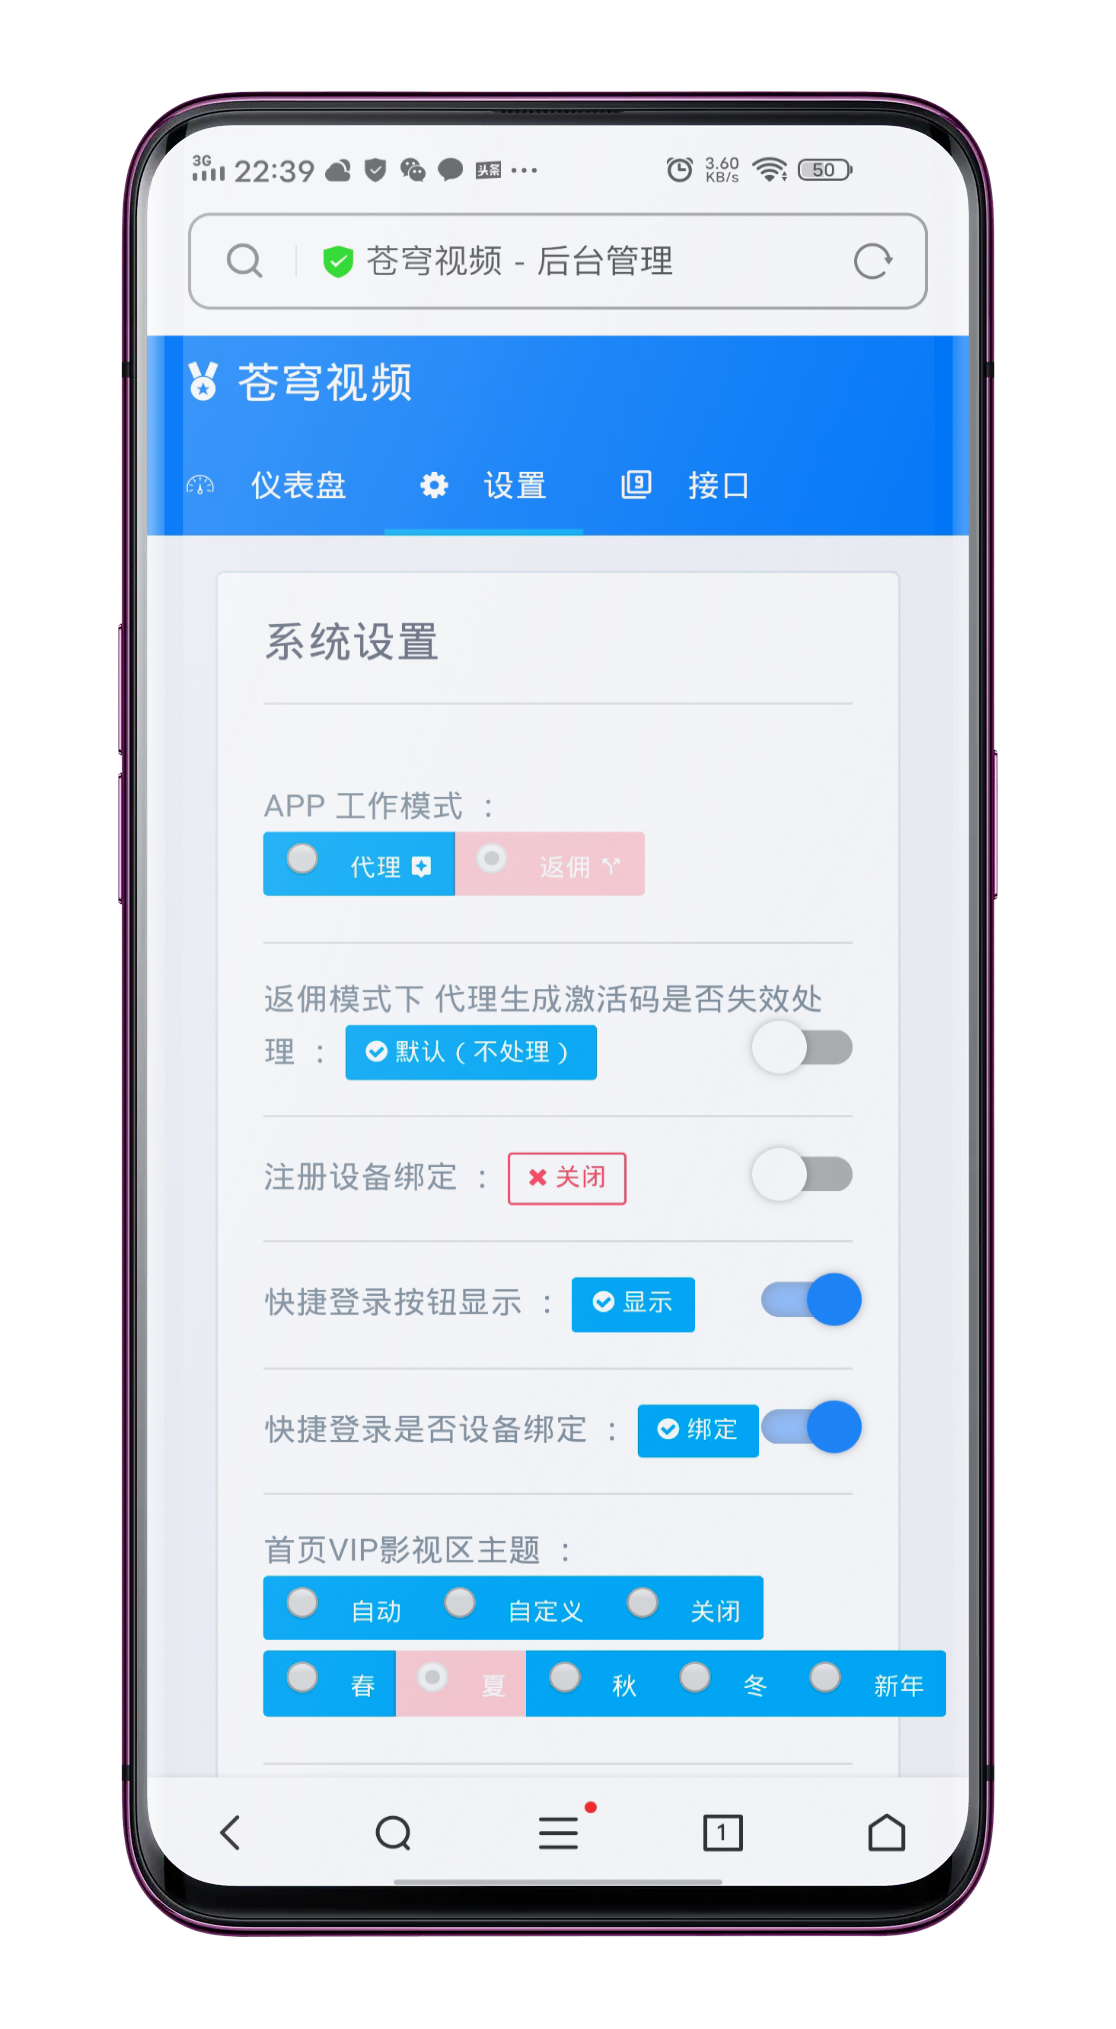 3G 22:39 头条 ... 3.60 KB/s 50
苍穹视频 - 后台管理
苍穹视频
仪表盘 设置 9 接口
系统设置
APP 工作模式 ：
代理 返佣
返佣模式下 代理生成激活码是否失效处
理 ： 默认（不处理）
注册设备绑定 ： 关闭
快捷登录按钮显示 ： 显示
快捷登录是否设备绑定 ： 绑定
首页VIP影视区主题 ：
自动 自定义 关闭
春 夏 秋 冬 新年
1